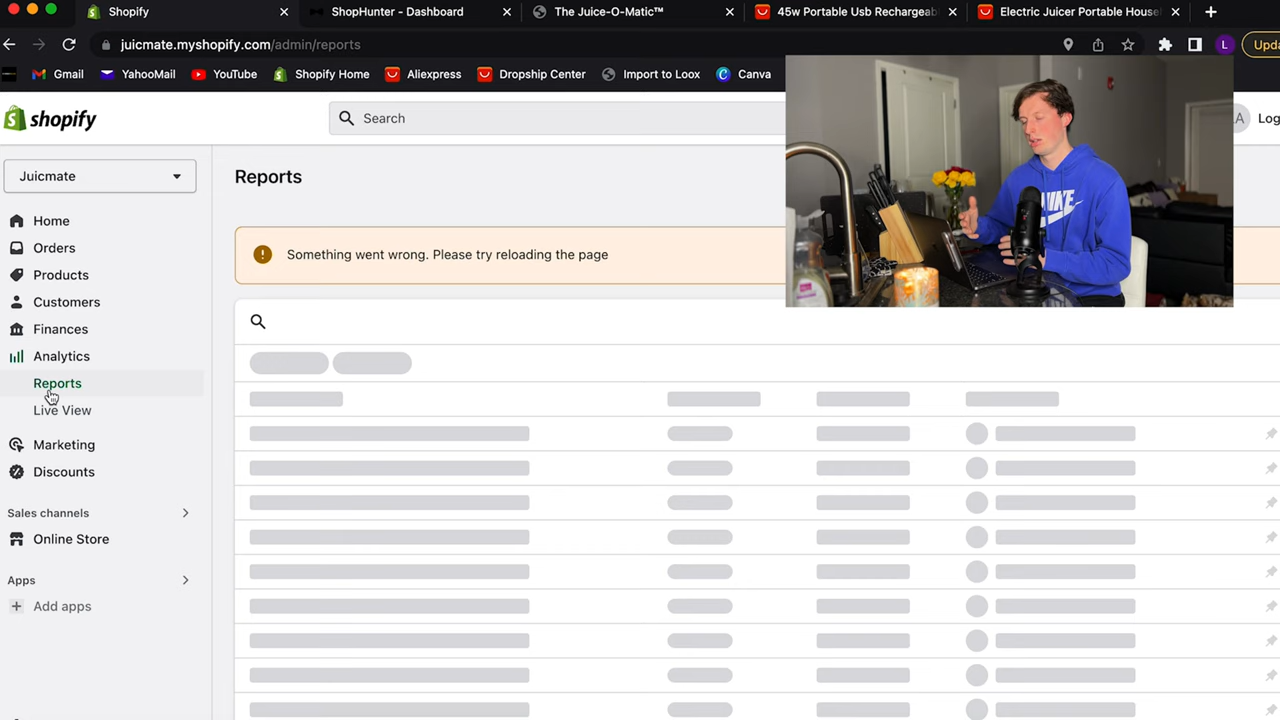 Shopify
ShopHunter - Dashboard
The Juice-O-Matic™
45w Portable Usb Rechargeab
Electric Juicer Portable House
juicmate.myshopify.com/admin/reports
L
Upda
Gmail
YahooMail
YouTube
Shopify Home
Aliexpress
Dropship Center
Import to Loox
Canva
shopify
Search
A
Log
Juicmate
Reports
Home
Orders
Something went wrong. Please try reloading the page
Products
Customers
Finances
Analytics
Reports
Live View
Marketing
Discounts
Sales channels
Online Store
Apps
Add apps
NIKE